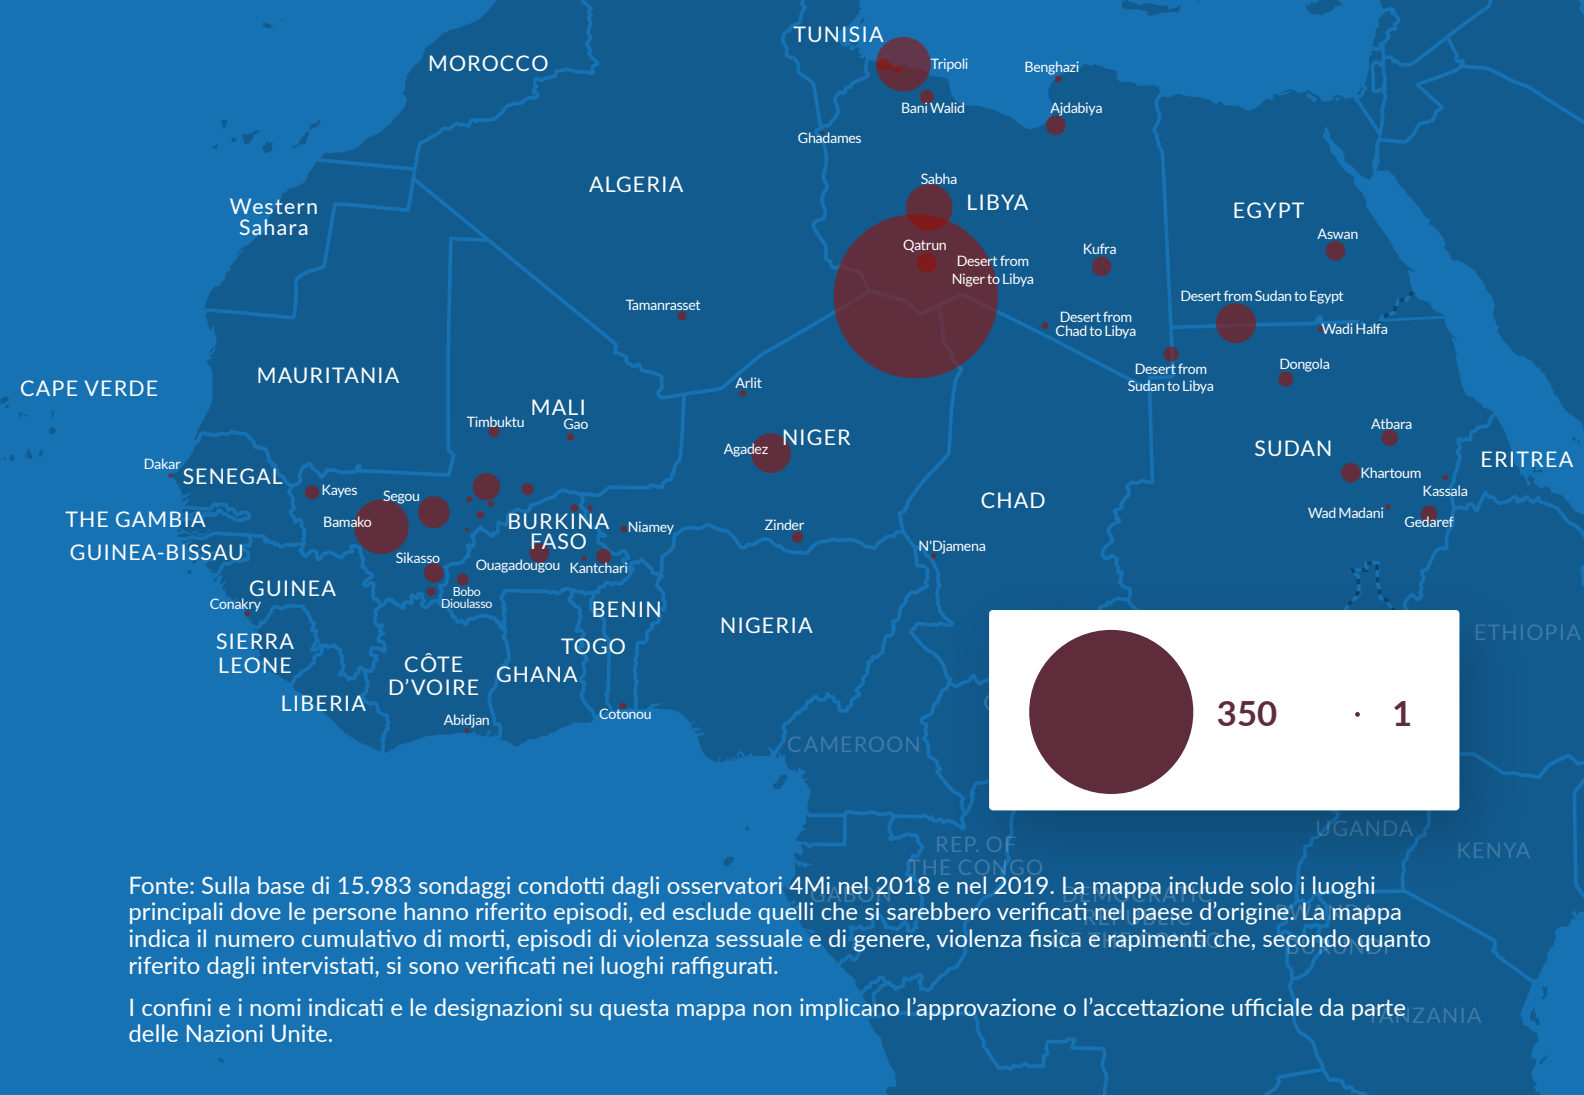 TUNISIA
MOROCCO
Tripoli
Benghazi
Bani Walid
Ajdabiya
Ghadames
ALGERIA
Sabha
LIBYA
Western
Sahara
EGYPT
Aswan
Qatrun
Kufra
Desert from
Niger to Libya
Desert from Sudan to Egypt
Tamanrasset
Desert from
Chad to Libya
Wadi Halfa
Desert from
Sudan to Libya
Dongola
MAURITANIA
CAPE VERDE
Arlit
MALI
Timbuktu
Gao
NIGER
Agadez
Atbara
SUDAN
ERITREA
Dakar
SENEGAL
Khartoum
Kassala
Kayes
Segou
CHAD
THE GAMBIA
Bamako
BURKINA
FASO
Niamey
Zinder
Wad Madani
Gedaref
GUINEA-BISSAU
Sikasso
Ouagadougou
Kantchari
N'Djamena
GUINEA
Bobo
Dioulasso
Conakry
BENIN
NIGERIA
ETHIOPIA
SIERRA
LEONE
TOGO
CÔTE
D'VOIRE
GHANA
LIBERIA
Abidjan
Cotonou
350
1
CAMEROON
UGANDA
REP. OF
THE CONGO
KENYA
GABON
DEMOCRATIC
REPUBLIC
OF THE CONGO
RWANDA
BURUNDI
TANZANIA
Fonte: Sulla base di 15.983 sondaggi condotti dagli osservatori 4Mi nel 2018 e nel 2019. La mappa include solo i luoghi
principali dove le persone hanno riferito episodi, ed esclude quelli che si sarebbero verificati nel paese d'origine. La mappa
indica il numero cumulativo di morti, episodi di violenza sessuale e di genere, violenza fisica e rapimenti che, secondo quanto
riferito dagli intervistati, si sono verificati nei luoghi raffigurati.
I confini e i nomi indicati e le designazioni su questa mappa non implicano l'approvazione o l'accettazione ufficiale da parte
delle Nazioni Unite.